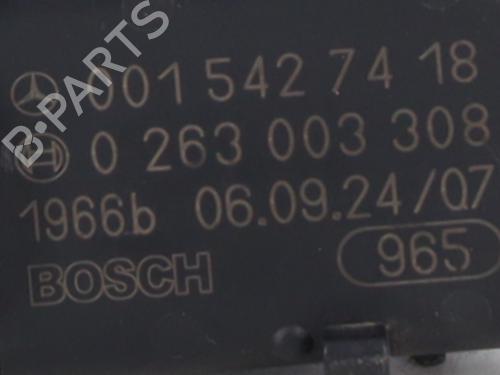 001 542 74 18
0 263 003 308
1966b 06.09.24/07
BOSCH 965
B-PARTS